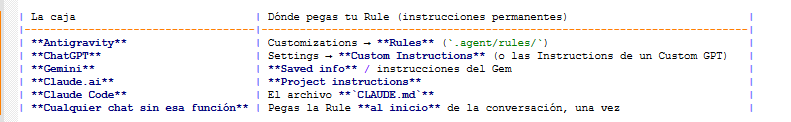 | La caja | Dónde pegas tu Rule (instrucciones permanentes) |
|---|---|
| **Antigravity** | Customizations → **Rules** (`.agent/rules/`) |
| **ChatGPT** | Settings → **Custom Instructions** (o las Instructions de un Custom GPT) |
| **Gemini** | **Saved info** / instrucciones del Gem |
| **Claude.ai** | **Project instructions** |
| **Claude Code** | El archivo **`CLAUDE.md`** |
| **Cualquier chat sin esa función** | Pegas la Rule **al inicio** de la conversación, una vez |